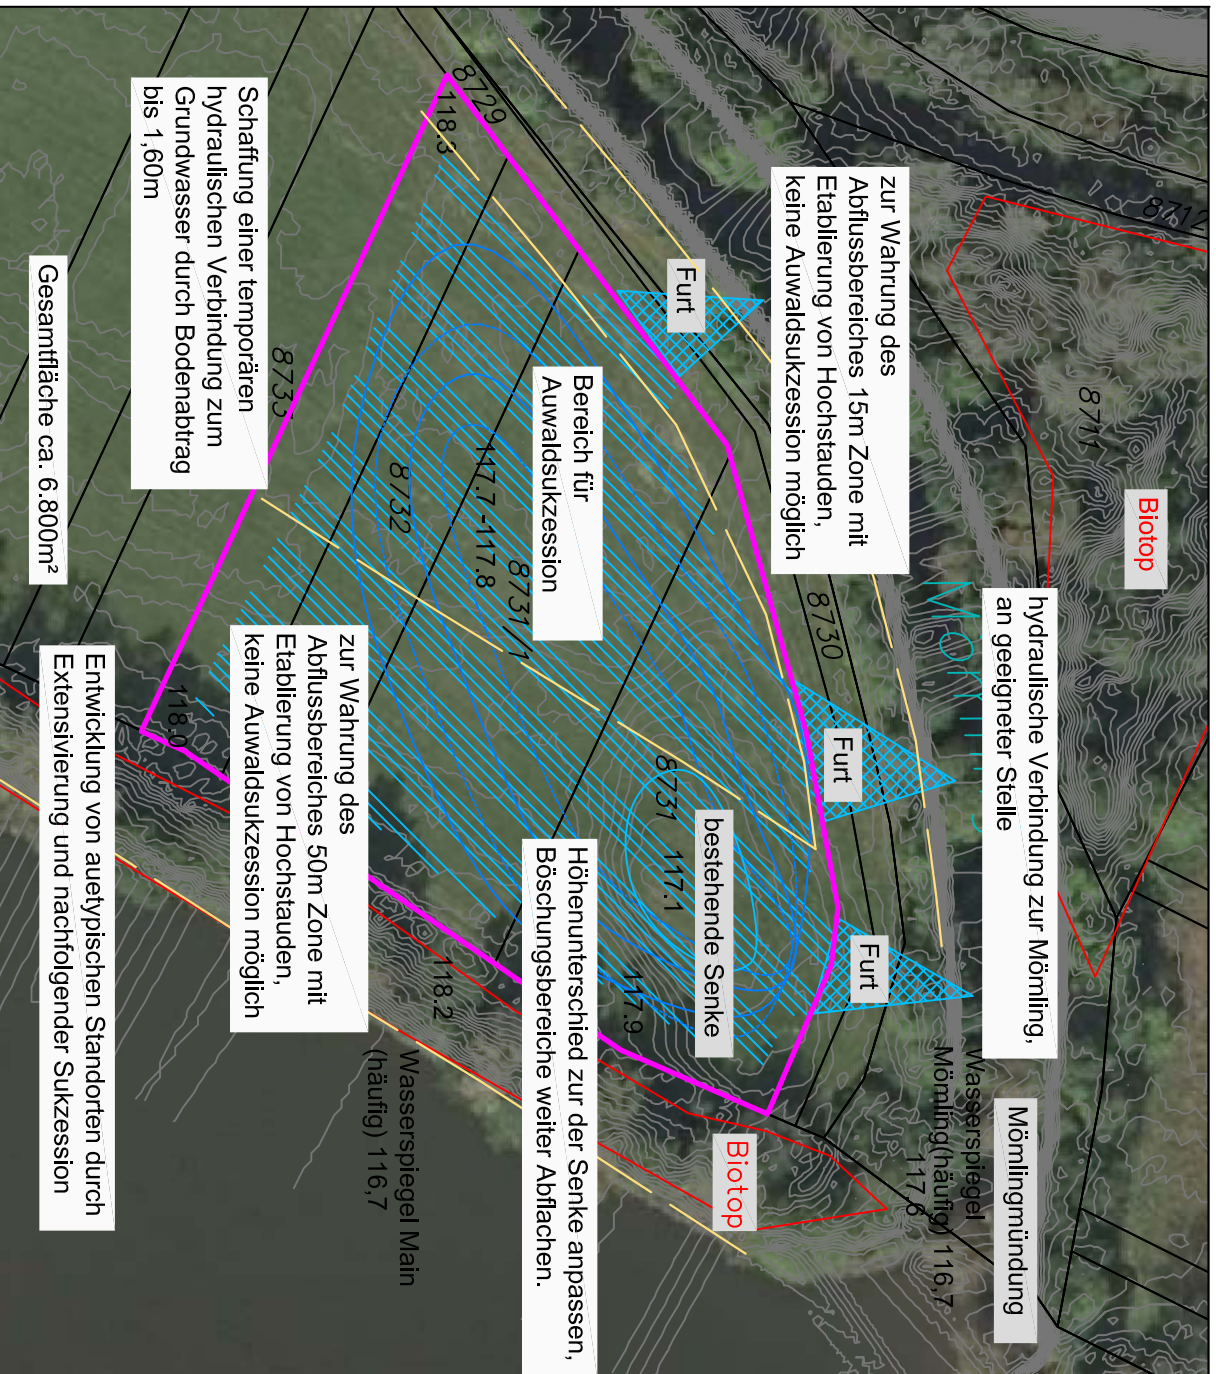 8712
8711
Biotop
hydraulische Verbindung zur Mömling,
an geeigneter Stelle
Mömlingmündung
zur Wahrung des
Abflussbereiches 15m Zone mit
Etablierung von Hochstauden,
keine Auwaldsukzession möglich
Wasserspiegel
Mömling(häufig) 116,7
117,6
8730
Furt
Furt
Furt
bestehende Senke
Biotop
8731 117.1
117.9
Bereich für
Auwaldsukzession
Höhenunterschied zur der Senke anpassen,
Böschungsbereiche weiter Abflachen.
8729
118.3
117.7 -117.8
8731/1
8732
118.2
Wasserspiegel Main
(häufig) 116,7
8733
zur Wahrung des
Abflussbereiches 50m Zone mit
Etablierung von Hochstauden,
keine Auwaldsukzession möglich
Schaffung einer temporären
hydraulischen Verbindung zum
Grundwasser durch Bodenabtrag
bis 1,60m
118.0
Gesamtfläche ca. 6.800m²
Entwicklung von auetypischen Standorten durch
Extensivierung und nachfolgender Sukzession